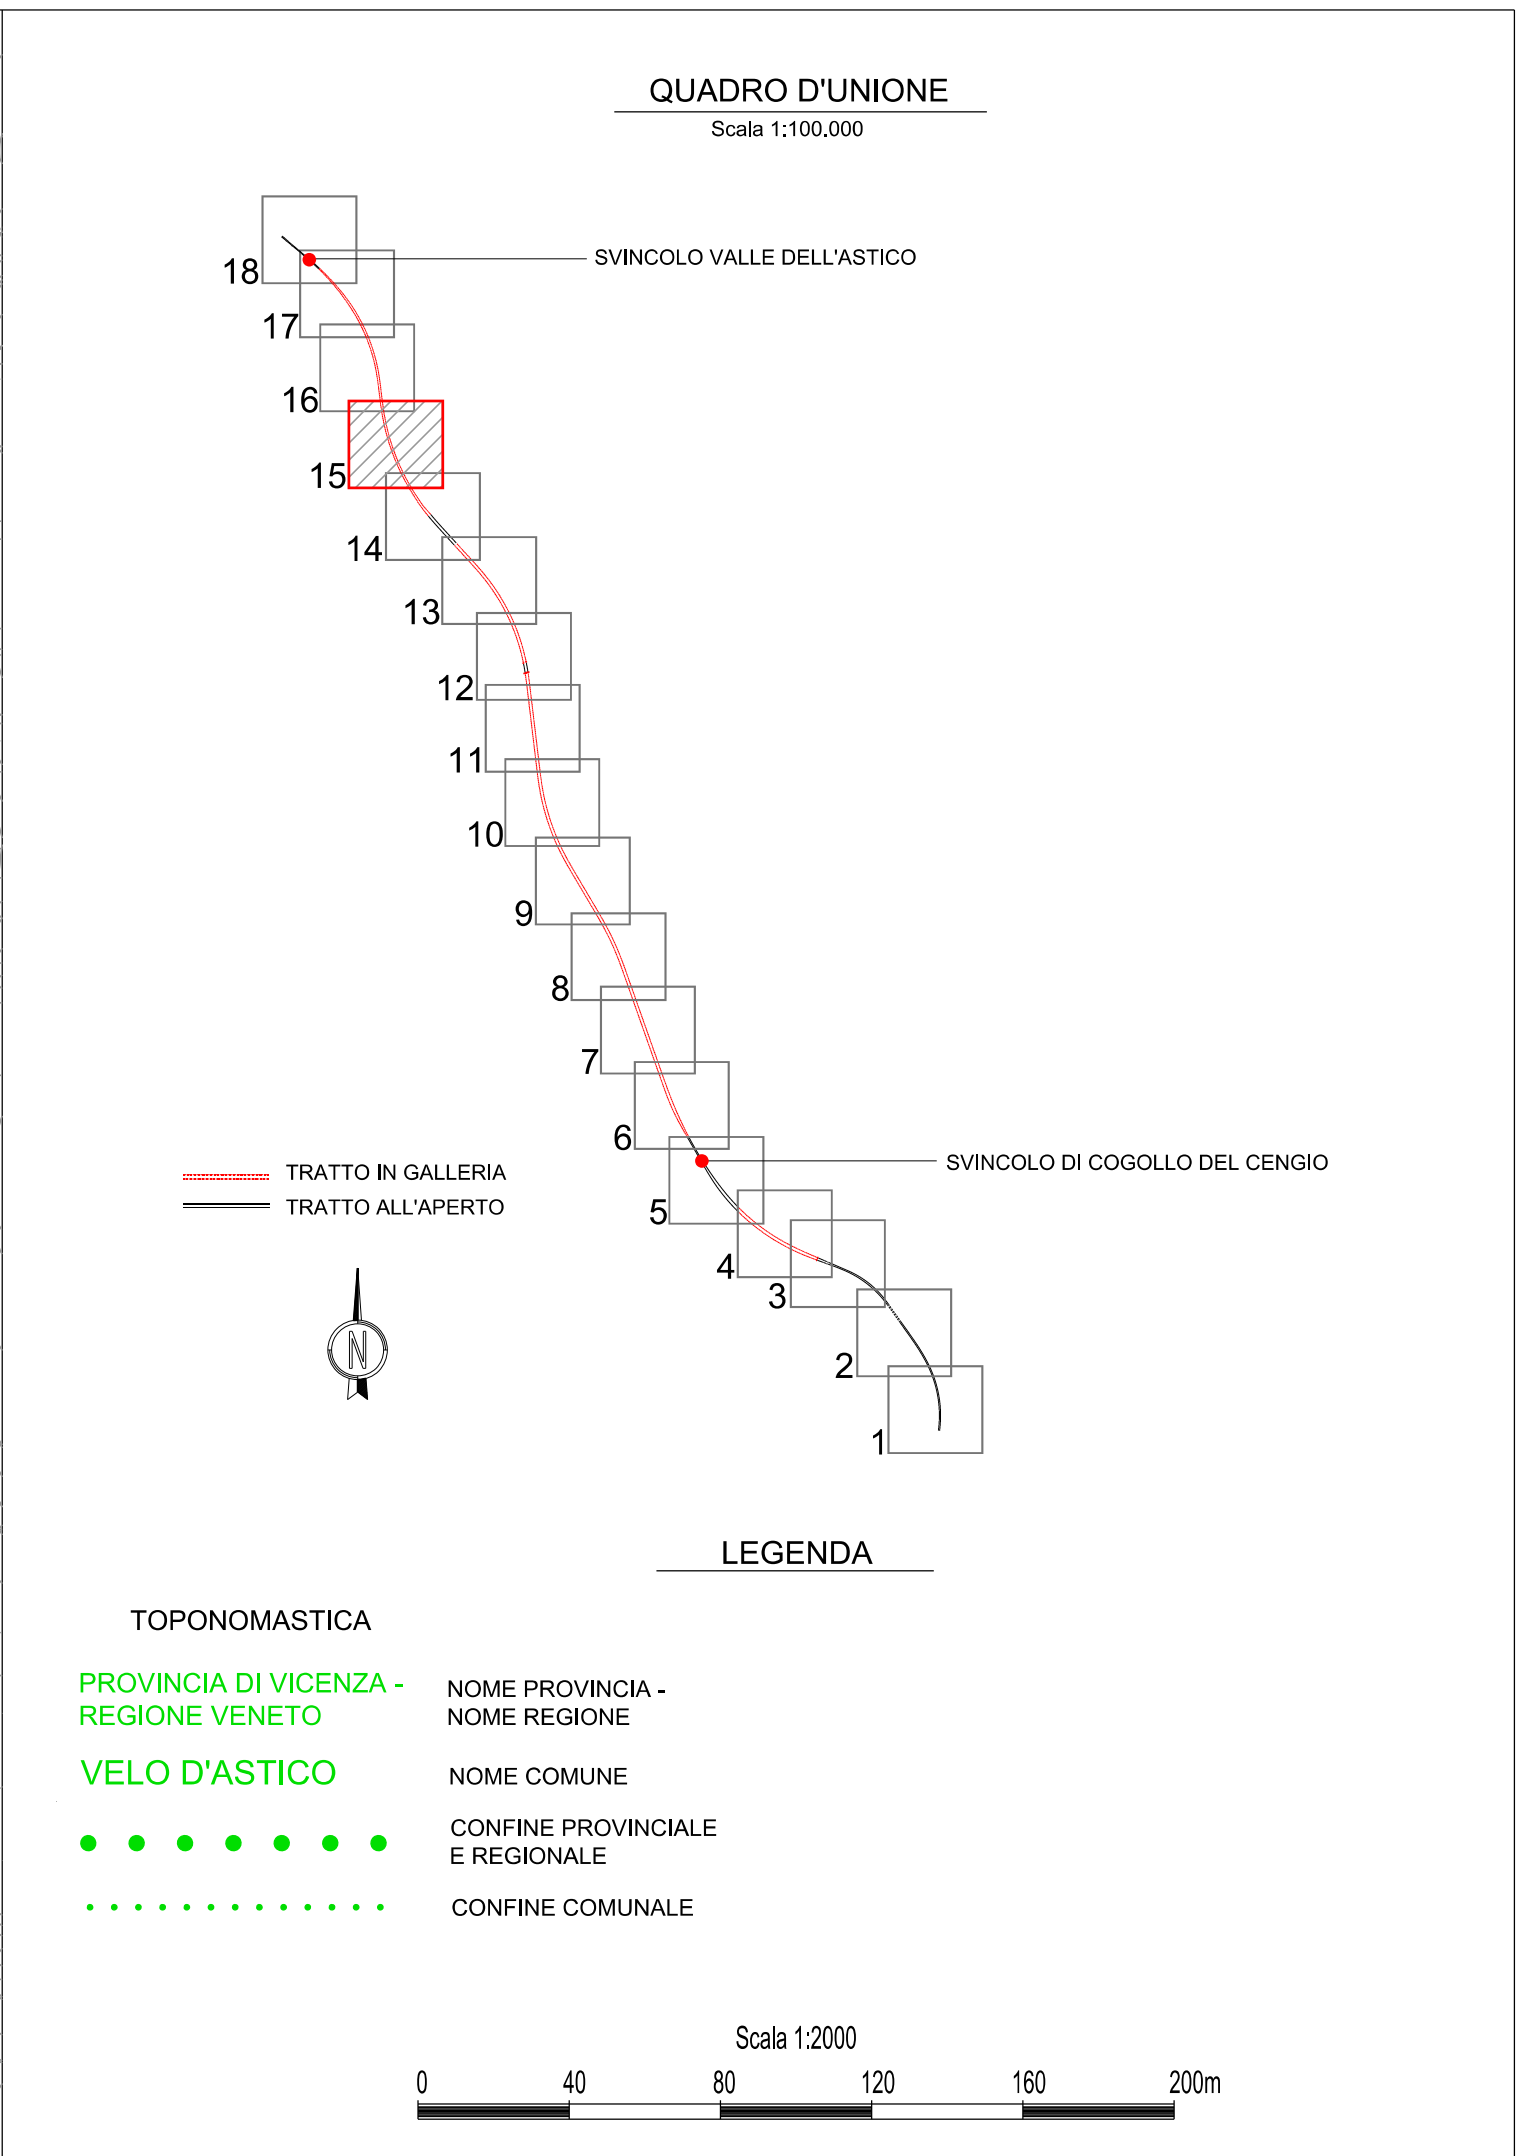 QUADRO D'UNIONE
Scala 1:100.000
SVINCOLO VALLE DELL'ASTICO
18
17
16
15
14
13
12
11
10
9
8
7
6
SVINCOLO DI COGOLLO DEL CENGIO
TRATTO IN GALLERIA
TRATTO ALL'APERTO
5
4
3
N
2
1
LEGENDA
TOPONOMASTICA
PROVINCIA DI VICENZA -
REGIONE VENETO
NOME PROVINCIA -
NOME REGIONE
VELO D'ASTICO
NOME COMUNE
CONFINE PROVINCIALE
E REGIONALE
CONFINE COMUNALE
Scala 1:2000
0 40 80 120 160 200m